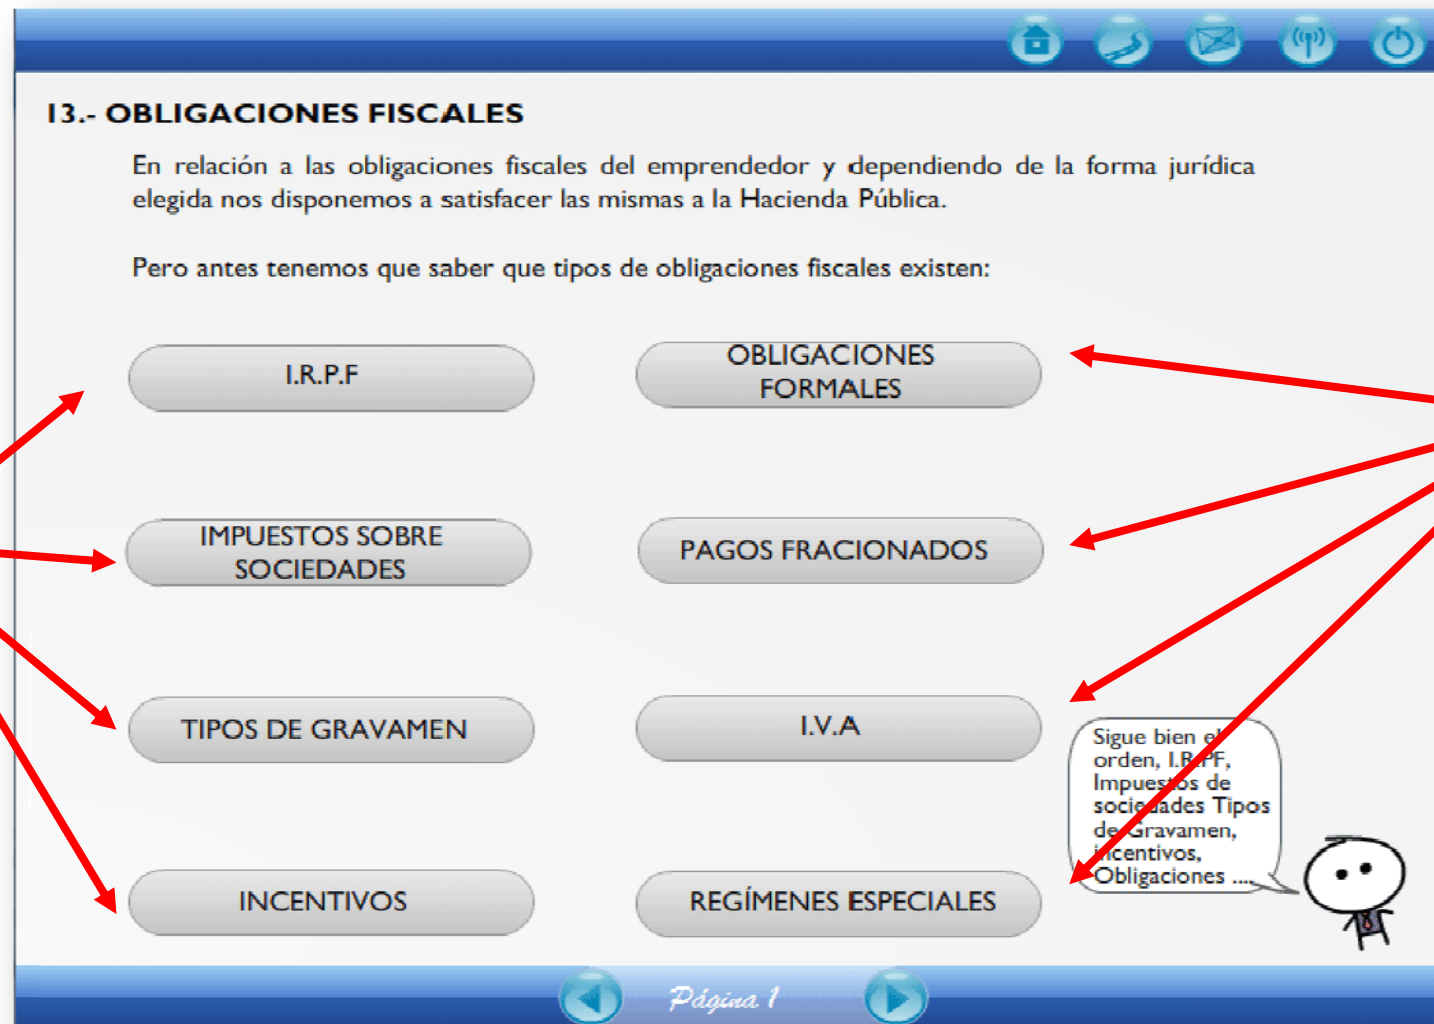 13.- OBLIGACIONES FISCALES
En relación a las obligaciones fiscales del emprendedor y dependiendo de la forma jurídica
elegida nos disponemos a satisfacer las mismas a la Hacienda Pública.
Pero antes tenemos que saber que tipos de obligaciones fiscales existen:
I.R.P.F
IMPUESTOS SOBRE
SOCIEDADES
TIPOS DE GRAVAMEN
INCENTIVOS
OBLIGACIONES
FORMALES
PAGOS FRACIONADOS
I.V.A
REGÍMENES ESPECIALES
Sigue bien el
orden, I.R.PF,
Impuestos de
sociedades Tipos
de Gravamen,
incentivos,
Obligaciones ....
Página 1